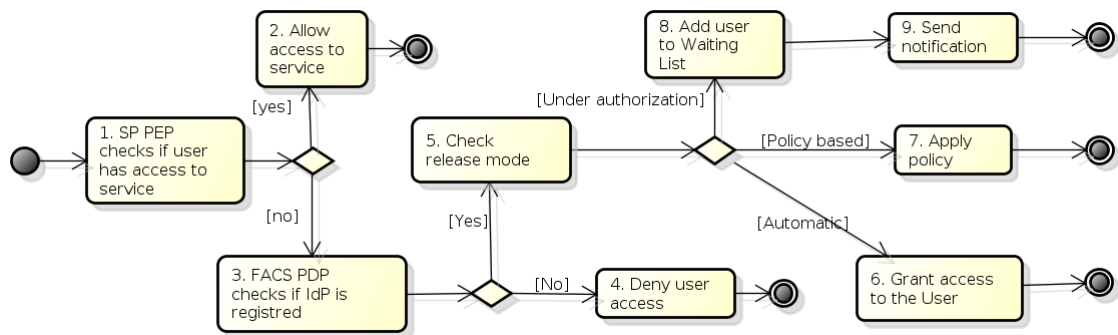 2. Allow
access to
service
8. Add user
to Waiting
List
9. Send
notification
[yes]
[Under authorization]
1. SP PEP
checks if user
has access to
service
5. Check
release mode
[Policy based]
7. Apply
policy
[no]
[Yes]
[Automatic]
3. FACS PDP
checks if IdP is
registred
[No]
4. Deny user
access
6. Grant access
to the User